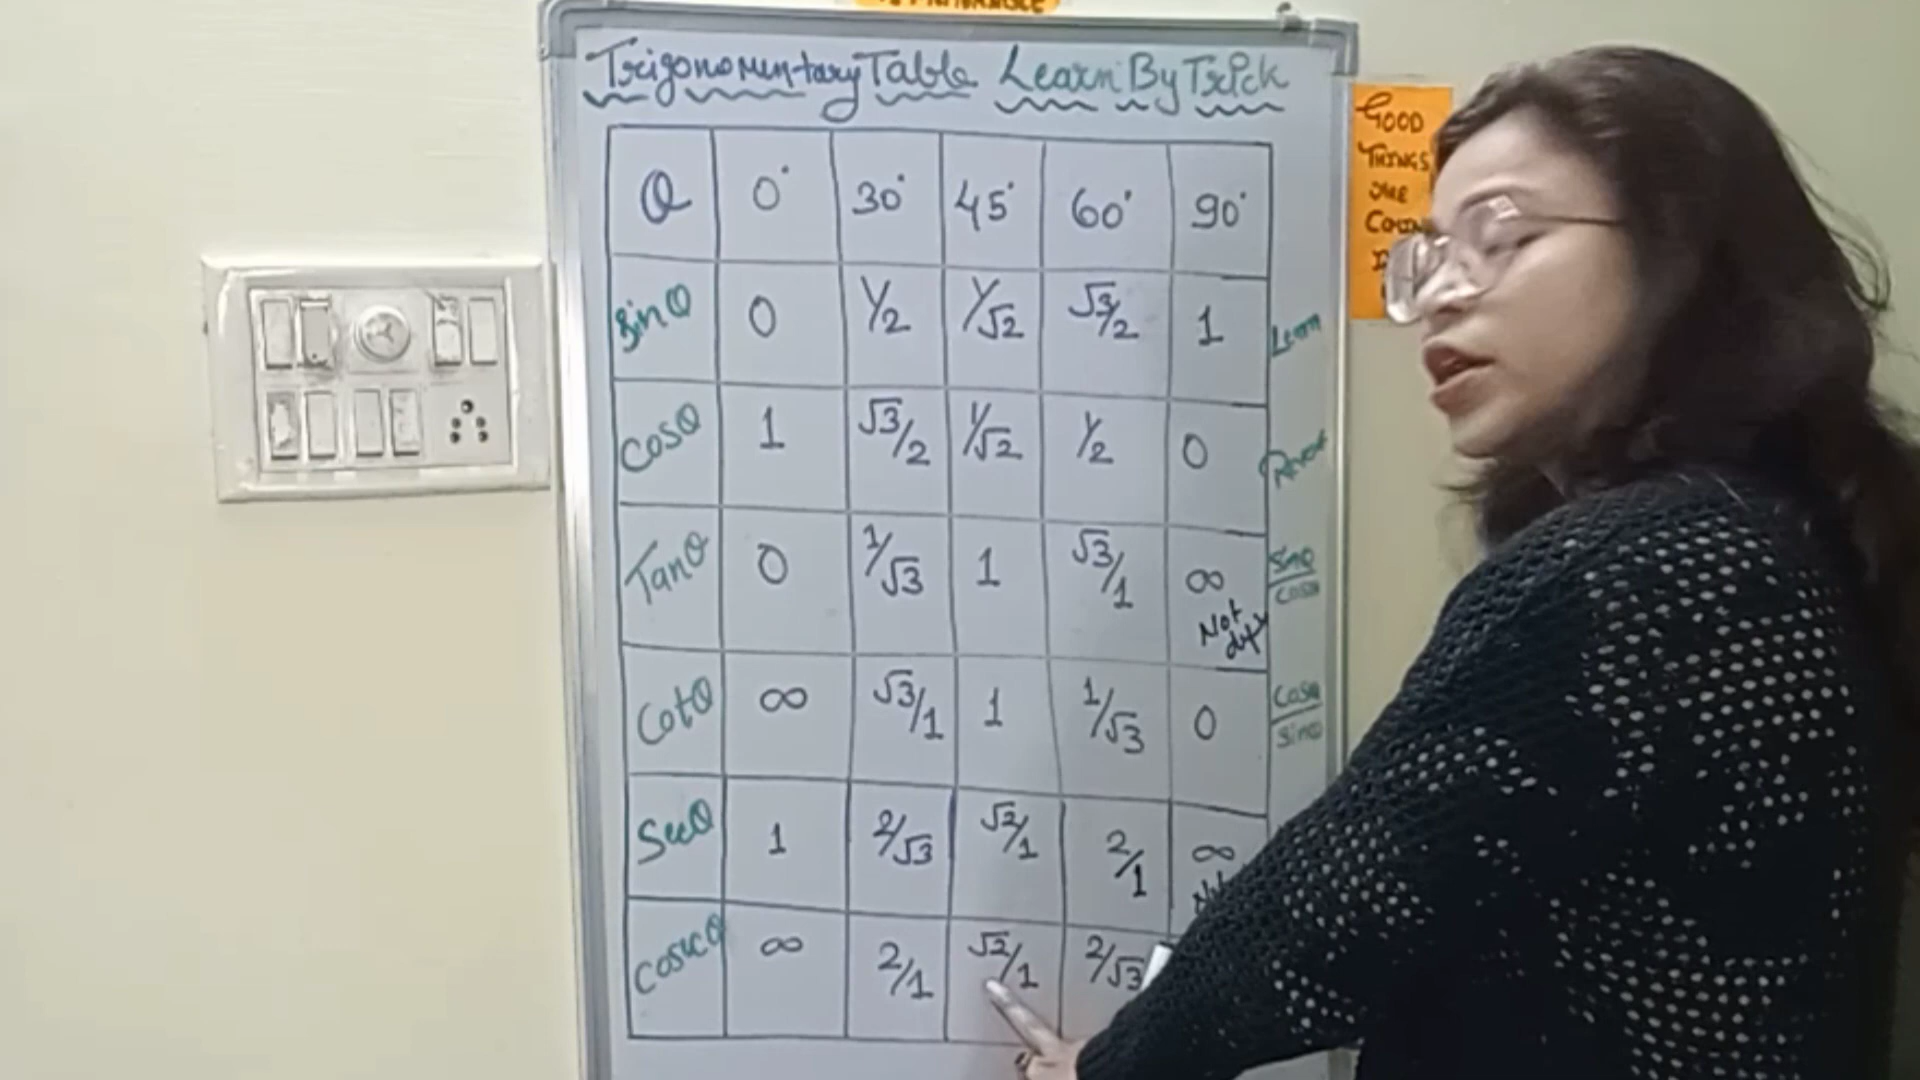 Trigonomentary Table Learn By Trick
GOOD
THINGS
ARE
θ 0° 30° 45° 60° 90°
Sinθ 0 1/2 1/√2 √3/2 1 Learn
Cosθ 1 √3/2 1/√2 1/2 0
Tanθ 0 1/√3 1 √3/1 ∞ Sinθ/Cosθ
Not
Cotθ ∞ √3/1 1 1/√3 0 Cosθ/Sinθ
Secθ 1 2/√3 √2/1 2/1 ∞
Cosecθ ∞ 2/1 √2/1 2/√3